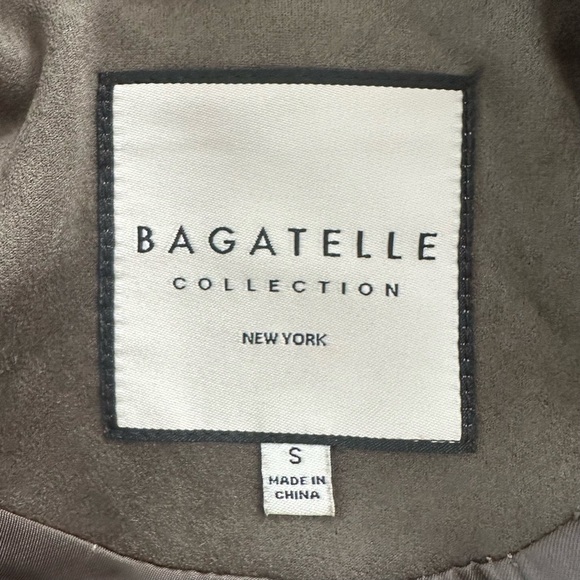 BAGATELLE
COLLECTION
NEW YORK
S
MADE IN
CHINA